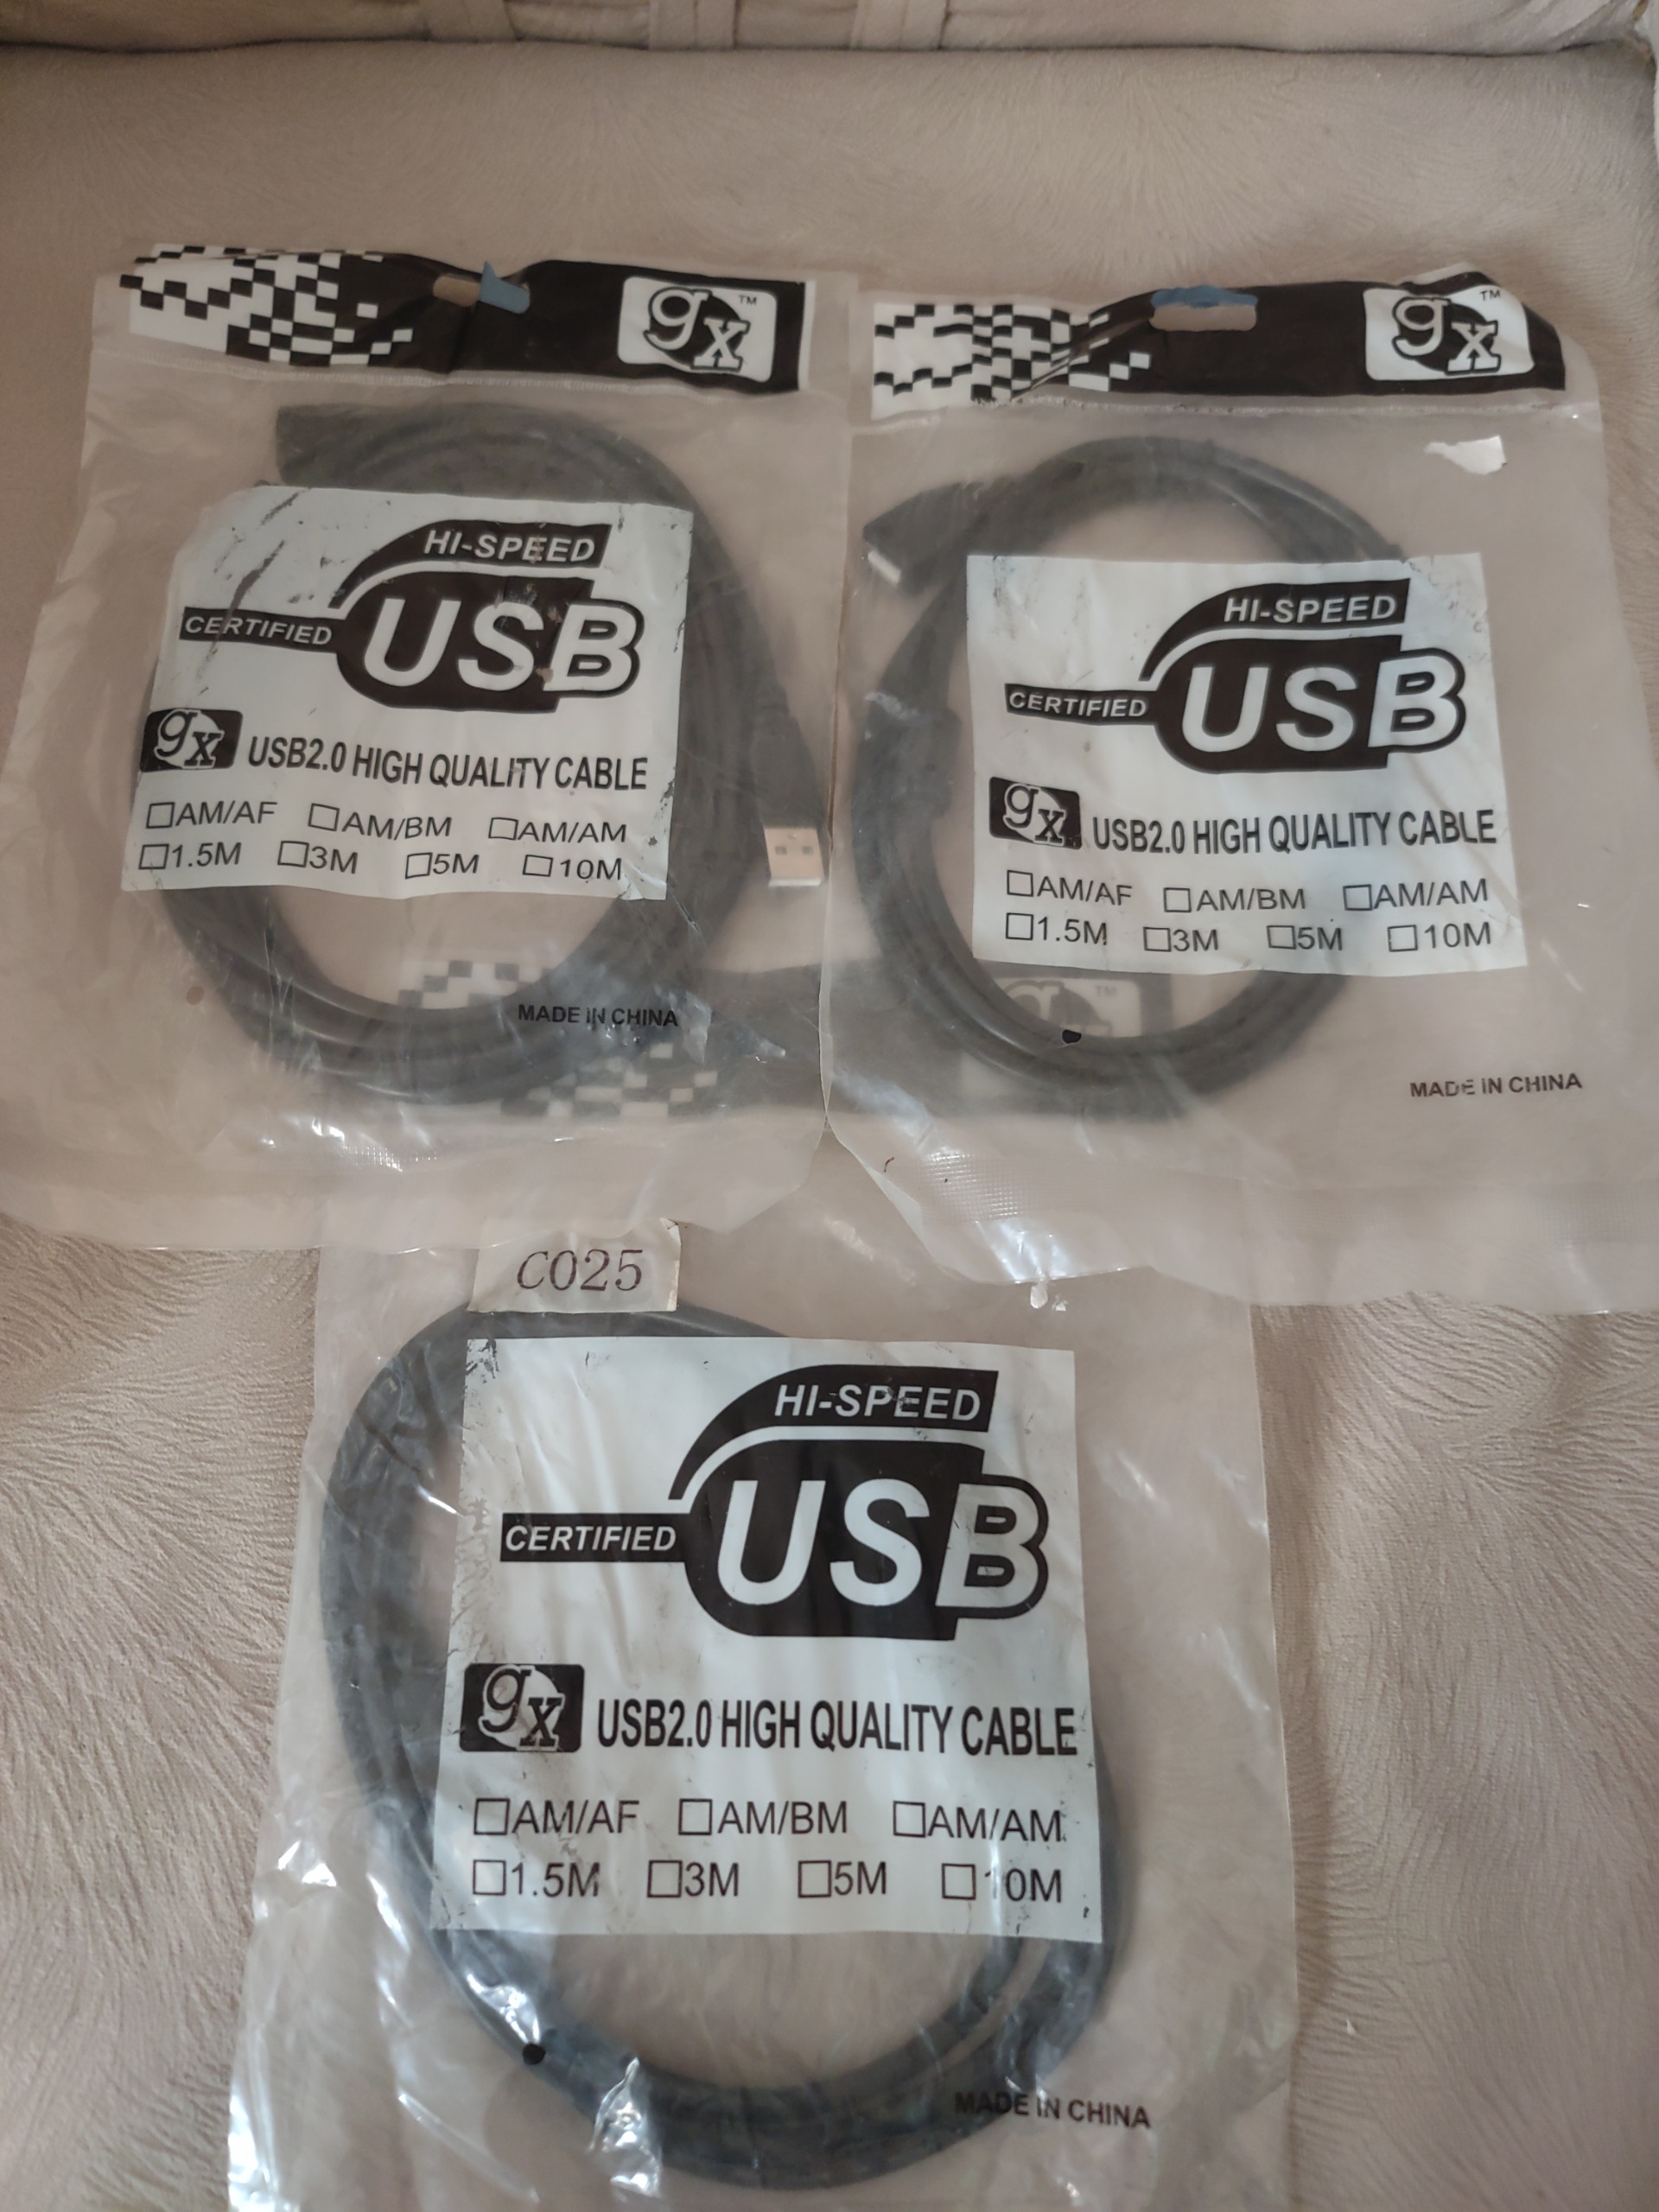 gx™
HI-SPEED
CERTIFIED USB
gx USB2.0 HIGH QUALITY CABLE
☐AM/AF ☐AM/BM ☐AM/AM
☐1.5M ☐3M ☐5M ☐10M
MADE IN CHINA
gx™
HI-SPEED
CERTIFIED USB
gx USB2.0 HIGH QUALITY CABLE
☐AM/AF ☐AM/BM ☐AM/AM
☐1.5M ☐3M ☐5M ☐10M
gx™
MADE IN CHINA
C025
HI-SPEED
CERTIFIED USB
gx USB2.0 HIGH QUALITY CABLE
☐AM/AF ☐AM/BM ☐AM/AM
☐1.5M ☐3M ☐5M ☐10M
MADE IN CHINA